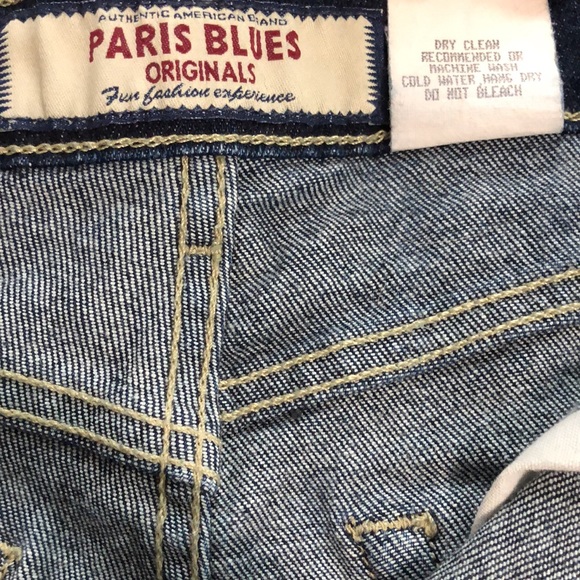 AUTHENTIC AMERICAN BRAND
PARIS BLUES
ORIGINALS
Fun fashion experience
DRY CLEAN
RECOMMENDED OR
MACHINE WASH
COLD WATER HANG DRY
DO NOT BLEACH